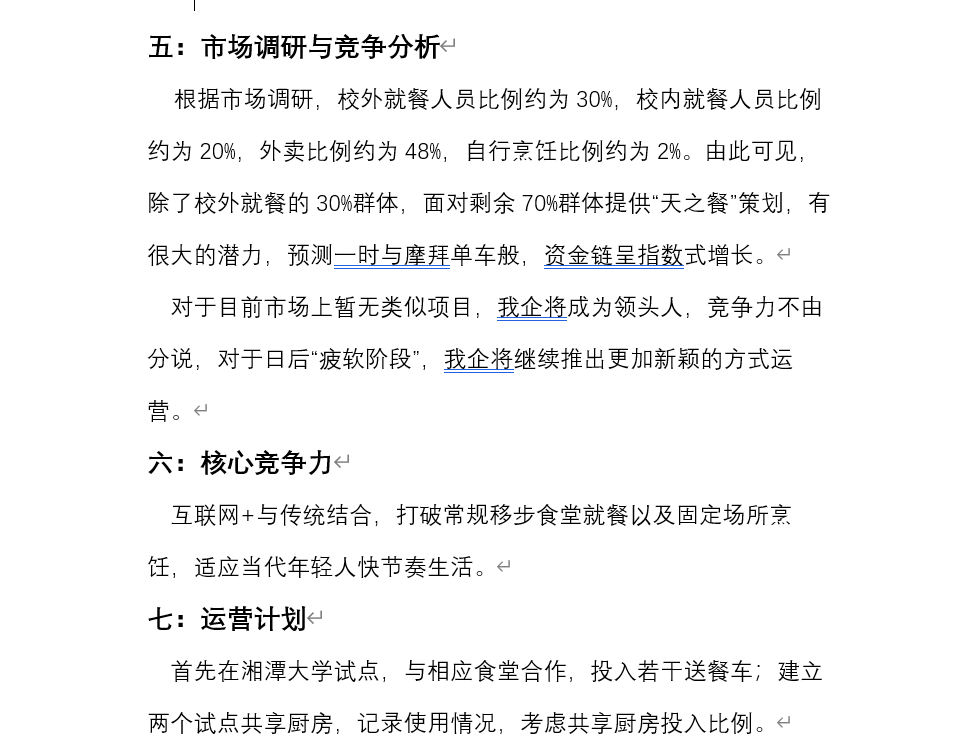 五：市场调研与竞争分析
根据市场调研，校外就餐人员比例约为 30%，校内就餐人员比例
约为 20%，外卖比例约为 48%，自行烹饪比例约为 2%。由此可见，
除了校外就餐的 30%群体，面对剩余 70%群体提供“天之餐”策划，有
很大的潜力，预测一时与摩拜单车般，资金链呈指数式增长。
对于目前市场上暂无类似项目，我企将成为领头人，竞争力不由
分说，对于日后“疲软阶段”，我企将继续推出更加新颖的方式运
营。
六：核心竞争力
互联网+与传统结合，打破常规移步食堂就餐以及固定场所烹
饪，适应当代年轻人快节奏生活。
七：运营计划
首先在湘潭大学试点，与相应食堂合作，投入若干送餐车；建立
两个试点共享厨房，记录使用情况，考虑共享厨房投入比例。